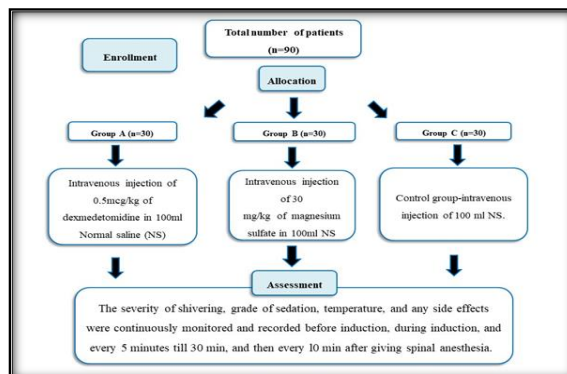 Total number of patients
(n=90)
Enrollment
Allocation
Group A (n=30)
Group B (n=30)
Group C (n=30)
Intravenous injection of
0.5mcg/kg of
dexmedetomidine in 100ml
Normal saline (NS)
Intravenous injection
of 30
mg/kg of magnesium
sulfate in 100ml NS
Control group-intravenous
injection of 100 ml NS.
Assessment
The severity of shivering, grade of sedation, temperature, and any side effects
were continuously monitored and recorded before induction, during induction, and
every 5 minutes till 30 min, and then every 10 min after giving spinal anesthesia.